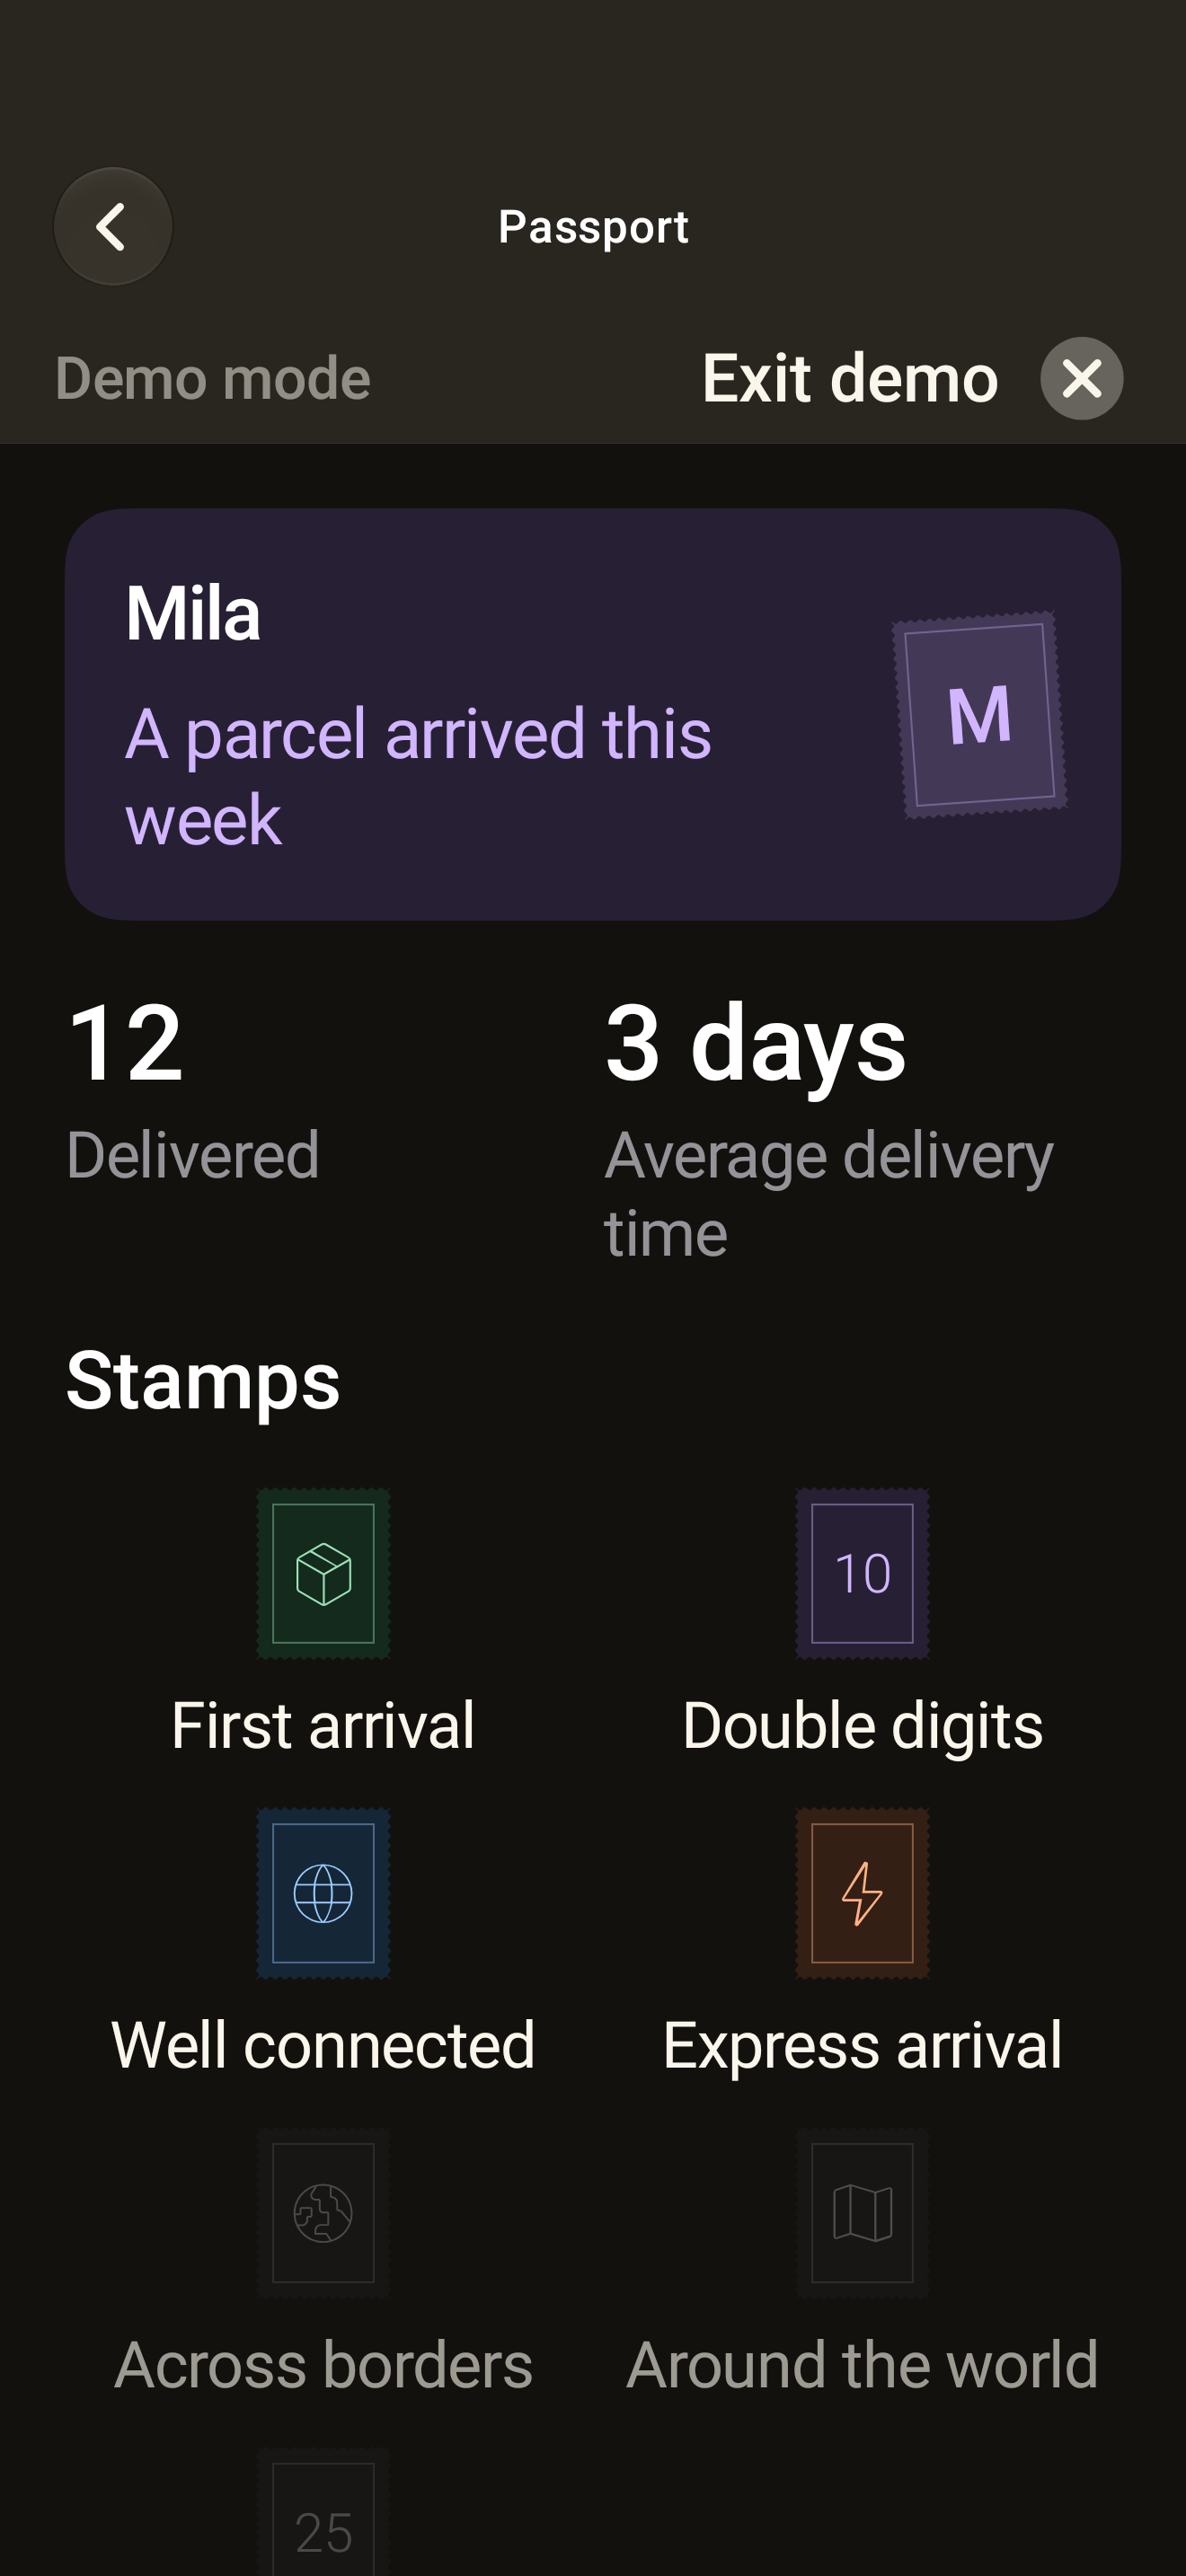 Passport
Demo mode
Exit demo
Mila
A parcel arrived this
week
M
12
Delivered
3 days
Average delivery
time
Stamps
10
First arrival
Double digits
Well connected
Express arrival
Across borders
Around the world
25